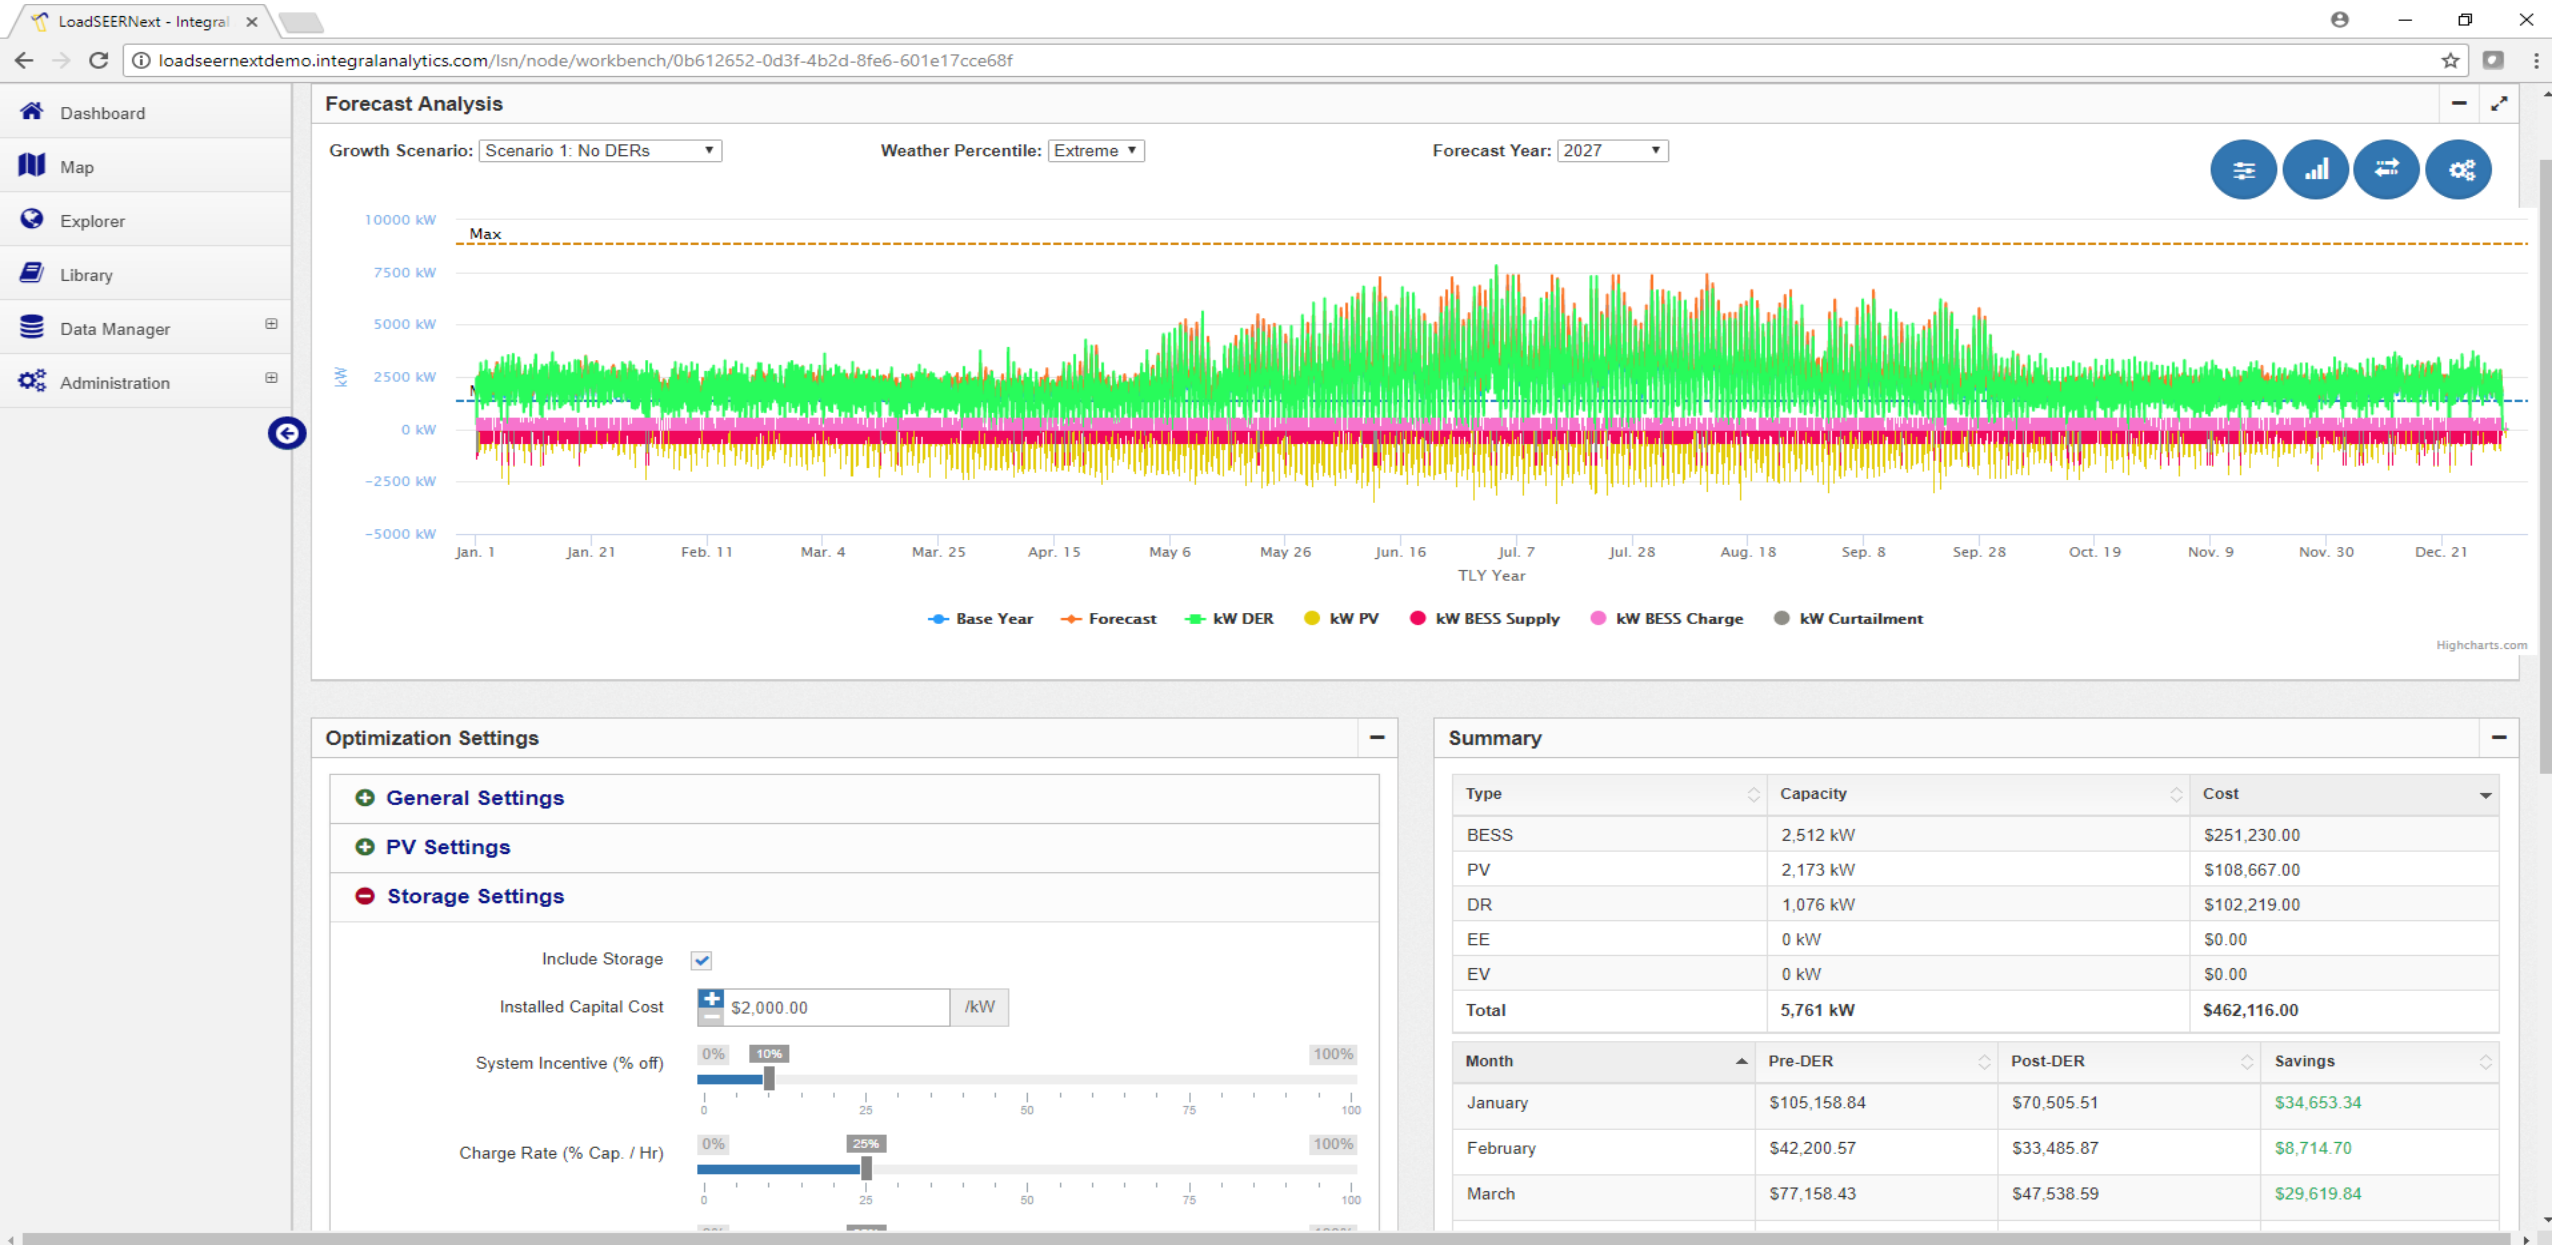 LoadSEERNext - Integral
loadseernextdemo.integralanalytics.com/lsn/node/workbench/0b612652-0d3f-4b2d-8fe6-601e17cce68f
Dashboard
Map
Explorer
Library
Data Manager
Administration
Forecast Analysis
Growth Scenario: Scenario 1: No DERs Weather Percentile: Extreme Forecast Year: 2027
10000 kW
Max
7500 kW
5000 kW
2500 kW
0 kW
-2500 kW
-5000 kW
kW
Jan. 1 Jan. 21 Feb. 11 Mar. 4 Mar. 25 Apr. 15 May 6 May 26 Jun. 16 Jul. 7 Jul. 28 Aug. 18 Sep. 8 Sep. 28 Oct. 19 Nov. 9 Nov. 30 Dec. 21
TLY Year
Base Year Forecast kW DER kW PV kW BESS Supply kW BESS Charge kW Curtailment
Highcharts.com
Optimization Settings
General Settings
PV Settings
Storage Settings
Include Storage
Installed Capital Cost $2,000.00 /kW
System Incentive (% off) 0% 10% 100%
0 25 50 75 100
Charge Rate (% Cap. / Hr) 0% 25% 100%
0 25 50 75 100
Summary
Type Capacity Cost
BESS 2,512 kW $251,230.00
PV 2,173 kW $108,667.00
DR 1,076 kW $102,219.00
EE 0 kW $0.00
EV 0 kW $0.00
Total 5,761 kW $462,116.00
Month Pre-DER Post-DER Savings
January $105,158.84 $70,505.51 $34,653.34
February $42,200.57 $33,485.87 $8,714.70
March $77,158.43 $47,538.59 $29,619.84